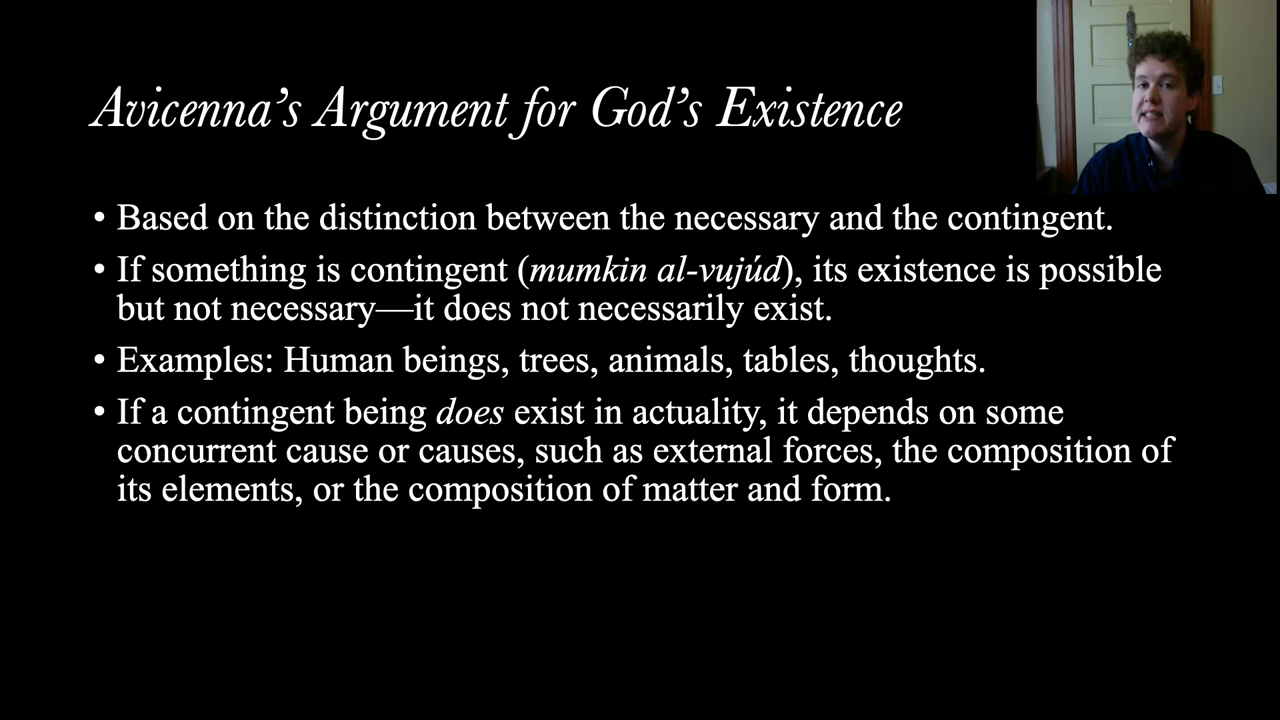 Avicenna’s Argument for God’s Existence
• Based on the distinction between the necessary and the contingent.
• If something is contingent (mumkin al-vujúd), its existence is possible
but not necessary—it does not necessarily exist.
• Examples: Human beings, trees, animals, tables, thoughts.
• If a contingent being does exist in actuality, it depends on some
concurrent cause or causes, such as external forces, the composition of
its elements, or the composition of matter and form.